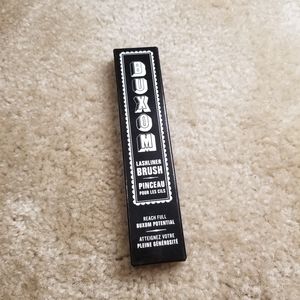 BUXOM
LASHLINER
BRUSH
PINCEAU
POUR LES CILS
REACH FULL
BUXOM POTENTIAL
ATTEIGNEZ VOTRE
PLEINE GÉNÉROSITÉ